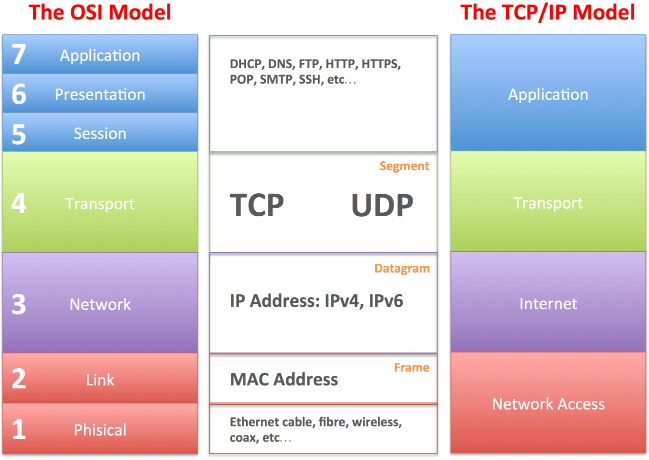 The OSI Model
The TCP/IP Model
7 Application
6 Presentation
5 Session
DHCP, DNS, FTP, HTTP, HTTPS,
POP, SMTP, SSH, etc…
Application
4 Transport
Segment
TCP UDP
Transport
3 Network
Datagram
IP Address: IPv4, IPv6
Internet
2 Link
Frame
MAC Address
Network Access
1 Phisical
Ethernet cable, fibre, wireless,
coax, etc…